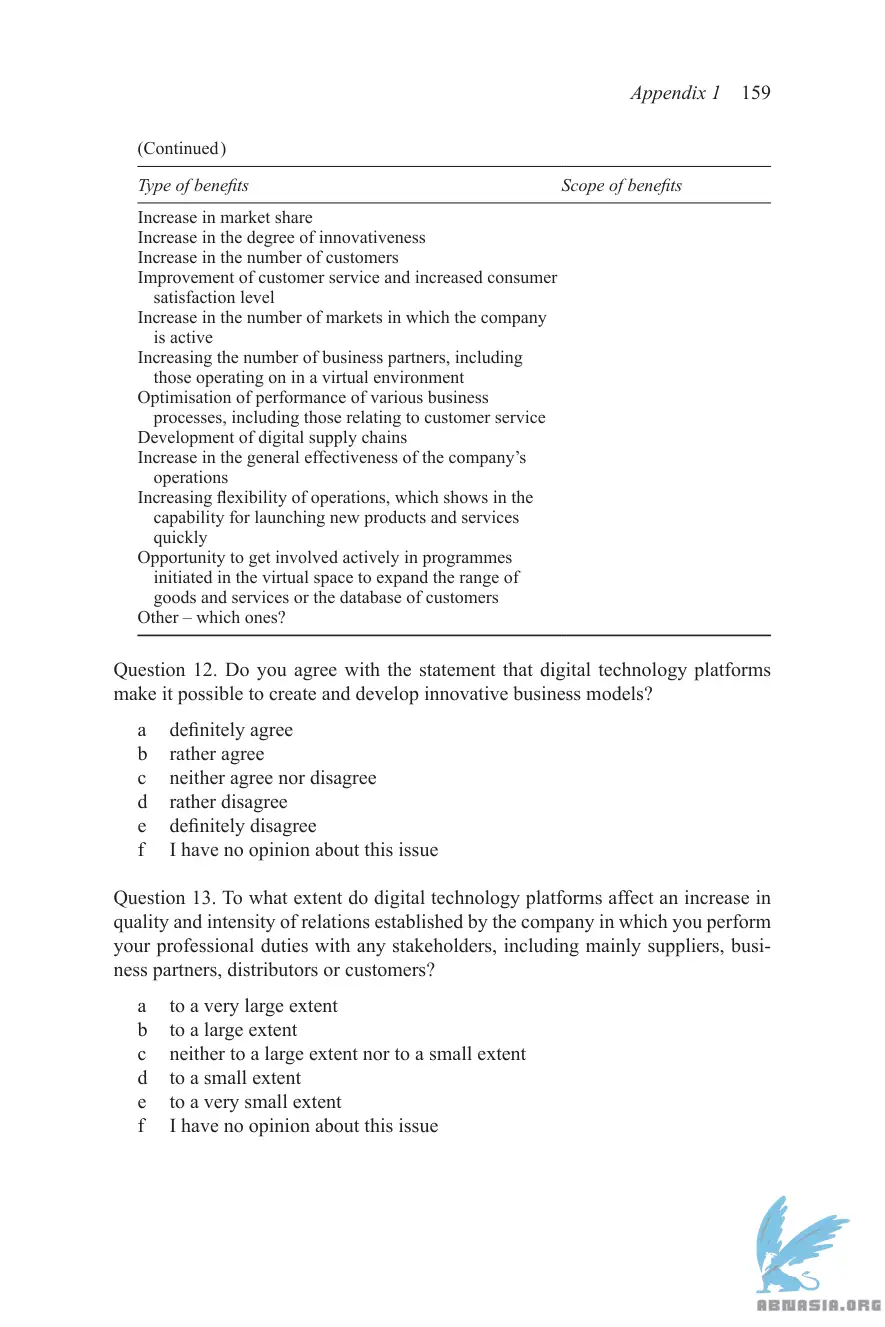 Appendix 1 159
(Continued)
Type of benefits Scope of benefits
Increase in market share
Increase in the degree of innovativeness
Increase in the number of customers
Improvement of customer service and increased consumer
satisfaction level
Increase in the number of markets in which the company
is active
Increasing the number of business partners, including
those operating on in a virtual environment
Optimisation of performance of various business
processes, including those relating to customer service
Development of digital supply chains
Increase in the general effectiveness of the company’s
operations
Increasing flexibility of operations, which shows in the
capability for launching new products and services
quickly
Opportunity to get involved actively in programmes
initiated in the virtual space to expand the range of
goods and services or the database of customers
Other – which ones?
Question 12. Do you agree with the statement that digital technology platforms
make it possible to create and develop innovative business models?
a definitely agree
b rather agree
c neither agree nor disagree
d rather disagree
e definitely disagree
f I have no opinion about this issue
Question 13. To what extent do digital technology platforms affect an increase in
quality and intensity of relations established by the company in which you perform
your professional duties with any stakeholders, including mainly suppliers, busi-
ness partners, distributors or customers?
a to a very large extent
b to a large extent
c neither to a large extent nor to a small extent
d to a small extent
e to a very small extent
f I have no opinion about this issue
ABNASIA.ORG